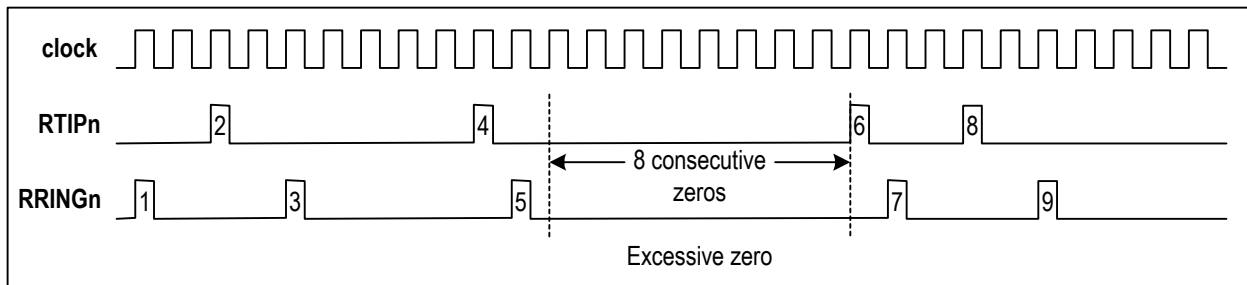 clock
RTIPn
2
4
6
8
8 consecutive
zeros
RRINGn
1
3
5
7
9
Excessive zero